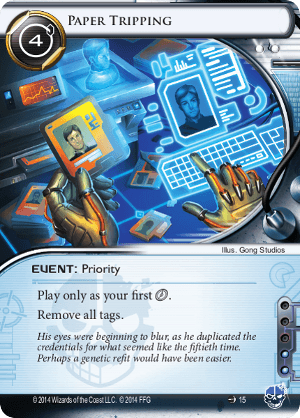 PAPER TRIPPING
4
Illus. Gong Studios
EVENT: Priority
Play only as your first
Remove all tags.
His eyes were beginning to blur, as he duplicated the
credentials for what seemed like the fiftieth time.
Perhaps a genetic refit would have been easier.
©2014 Wizards of the Coast LLC. © 2014 FFG 15